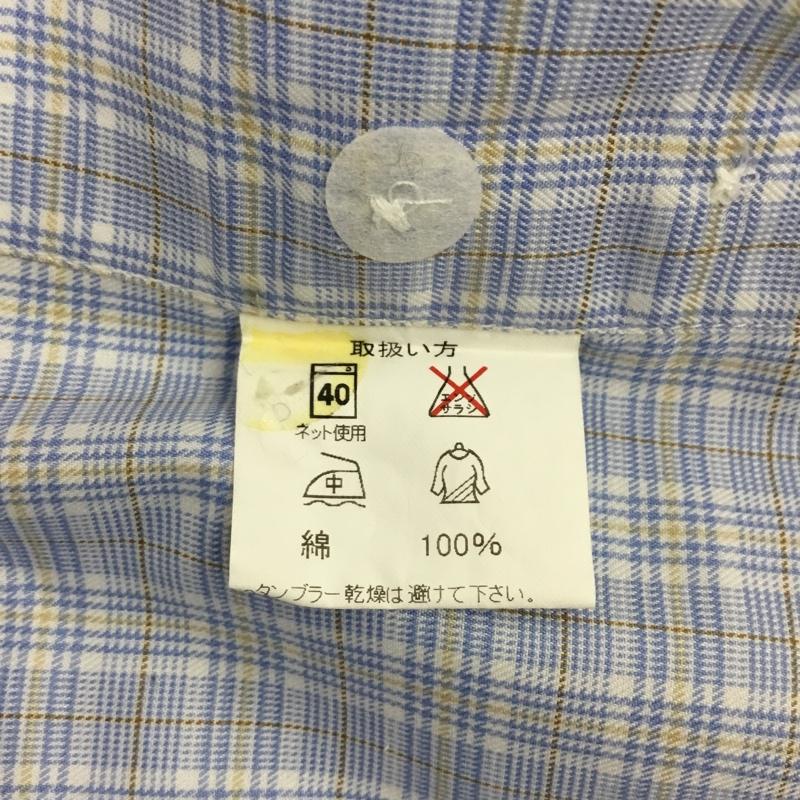 取扱い方
40
エンソ
サラシ
ネット使用
中
綿 100%
タンブラー乾燥は避けて下さい。